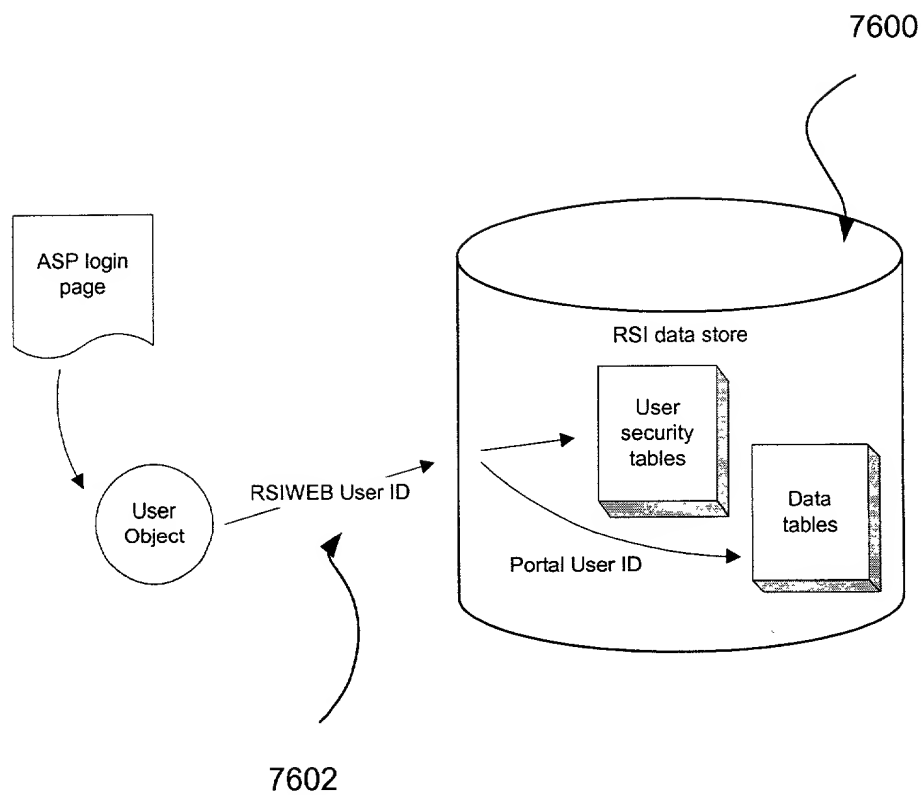 7600
ASP login
page
RSI data store
User
security
tables
RSIWEB User ID
User
Object
Data
tables
Portal User ID
7602